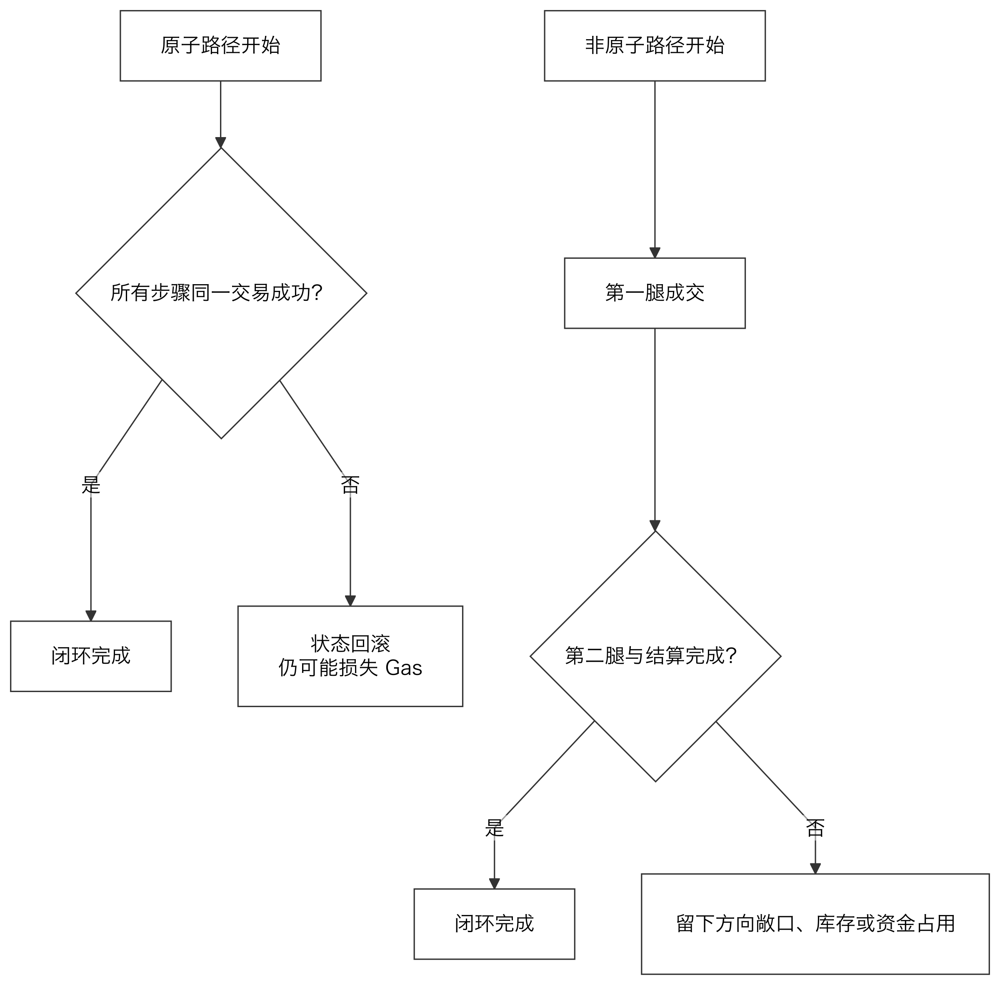 原子路径开始
所有步骤同一交易成功？
是
否
闭环完成
状态回滚
仍可能损失 Gas
非原子路径开始
第一腿成交
第二腿与结算完成？
是
否
闭环完成
留下方向敞口、库存或资金占用